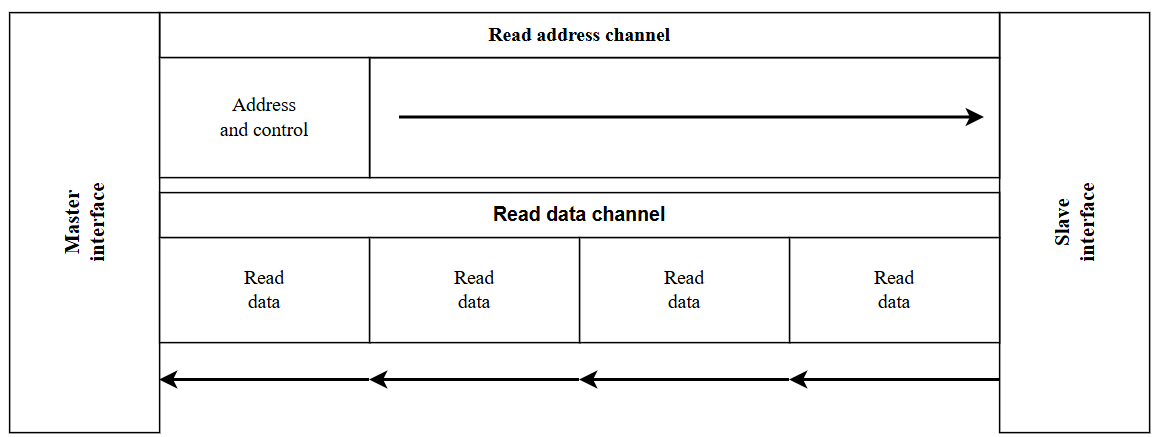 Read address channel
Address
and control
Master
interface
Slave
interface
Read data channel
Read
data
Read
data
Read
data
Read
data